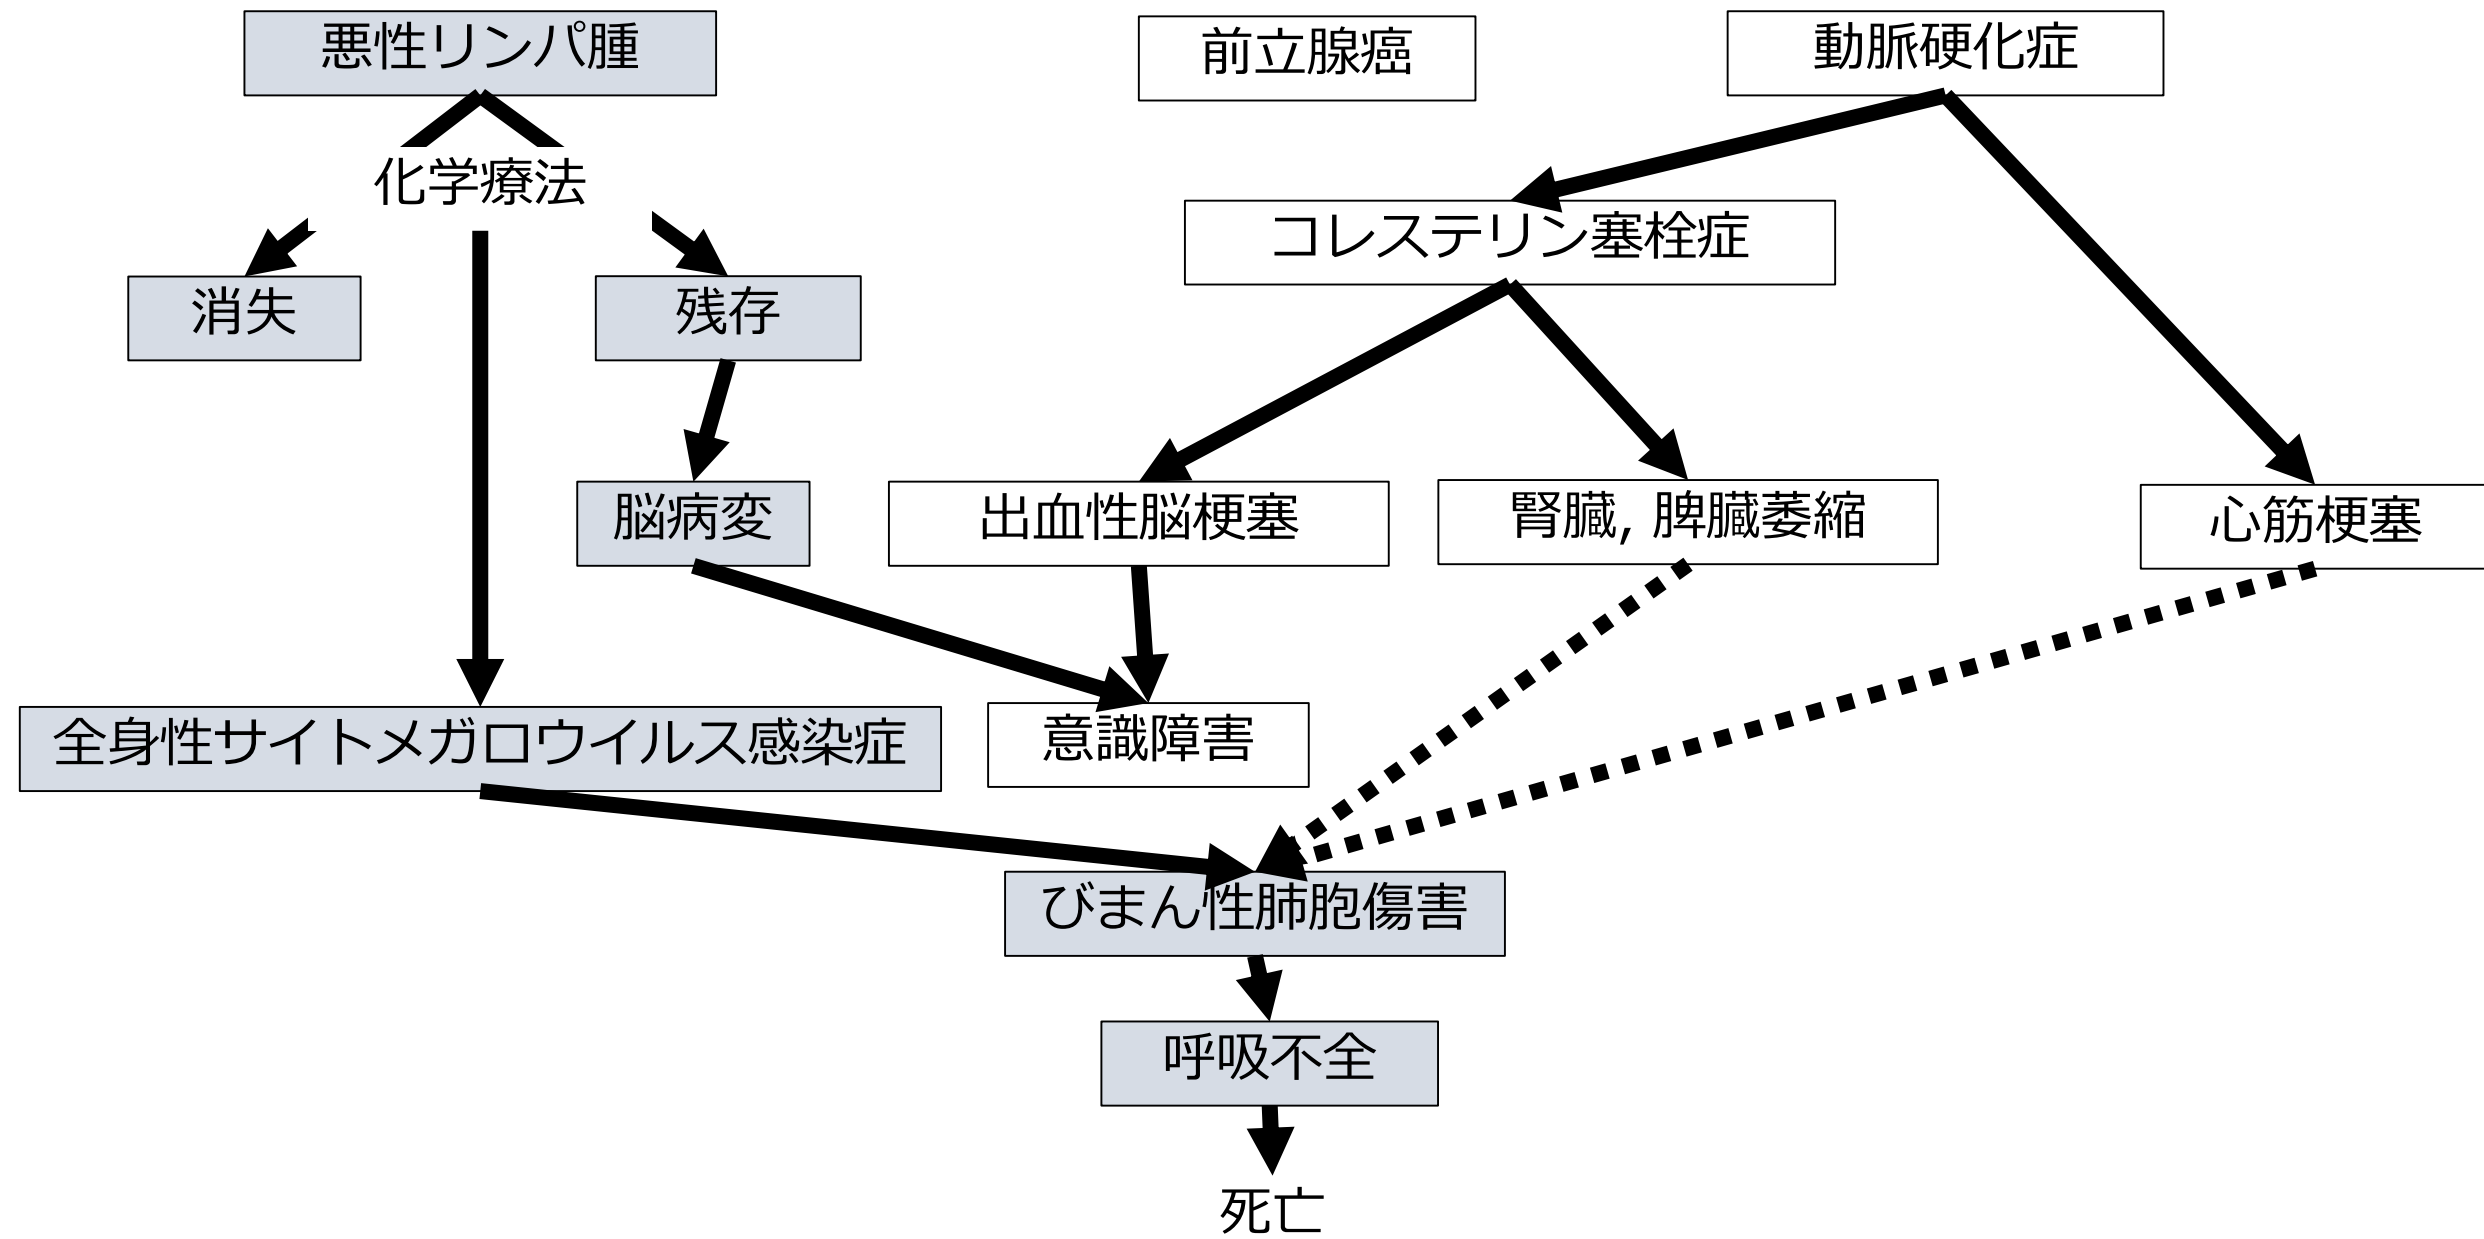 悪性リンパ腫
前立腺癌
動脈硬化症
化学療法
コレステリン塞栓症
消失
残存
脳病変
出血性脳梗塞
腎臓, 脾臓萎縮
心筋梗塞
全身性サイトメガロウイルス感染症
意識障害
びまん性肺胞傷害
呼吸不全
死亡